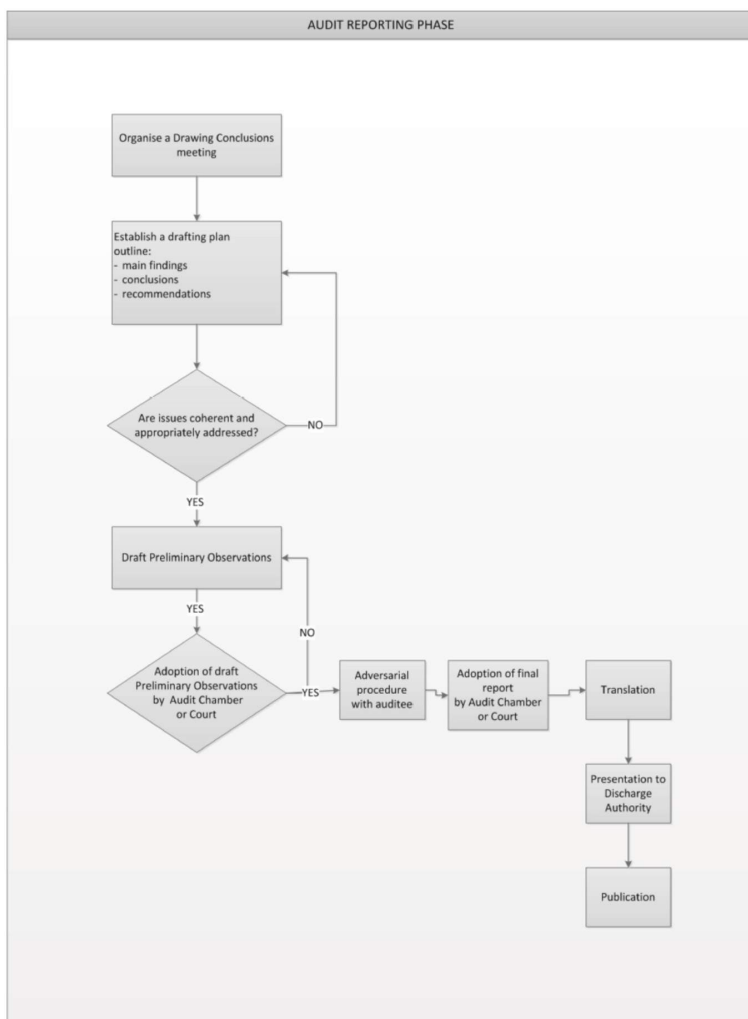 AUDIT REPORTING PHASE
Organise a Drawing Conclusions
meeting
Establish a drafting plan
outline:
- main findings
- conclusions
- recommendations
Are issues coherent and
appropriately addressed?
NO
YES
Draft Preliminary Observations
YES
NO
Adoption of draft
Preliminary Observations
by Audit Chamber
or Court
YES
Adversarial
procedure
with auditee
Adoption of final
report
by Audit Chamber
or Court
Translation
Presentation to
Discharge
Authority
Publication